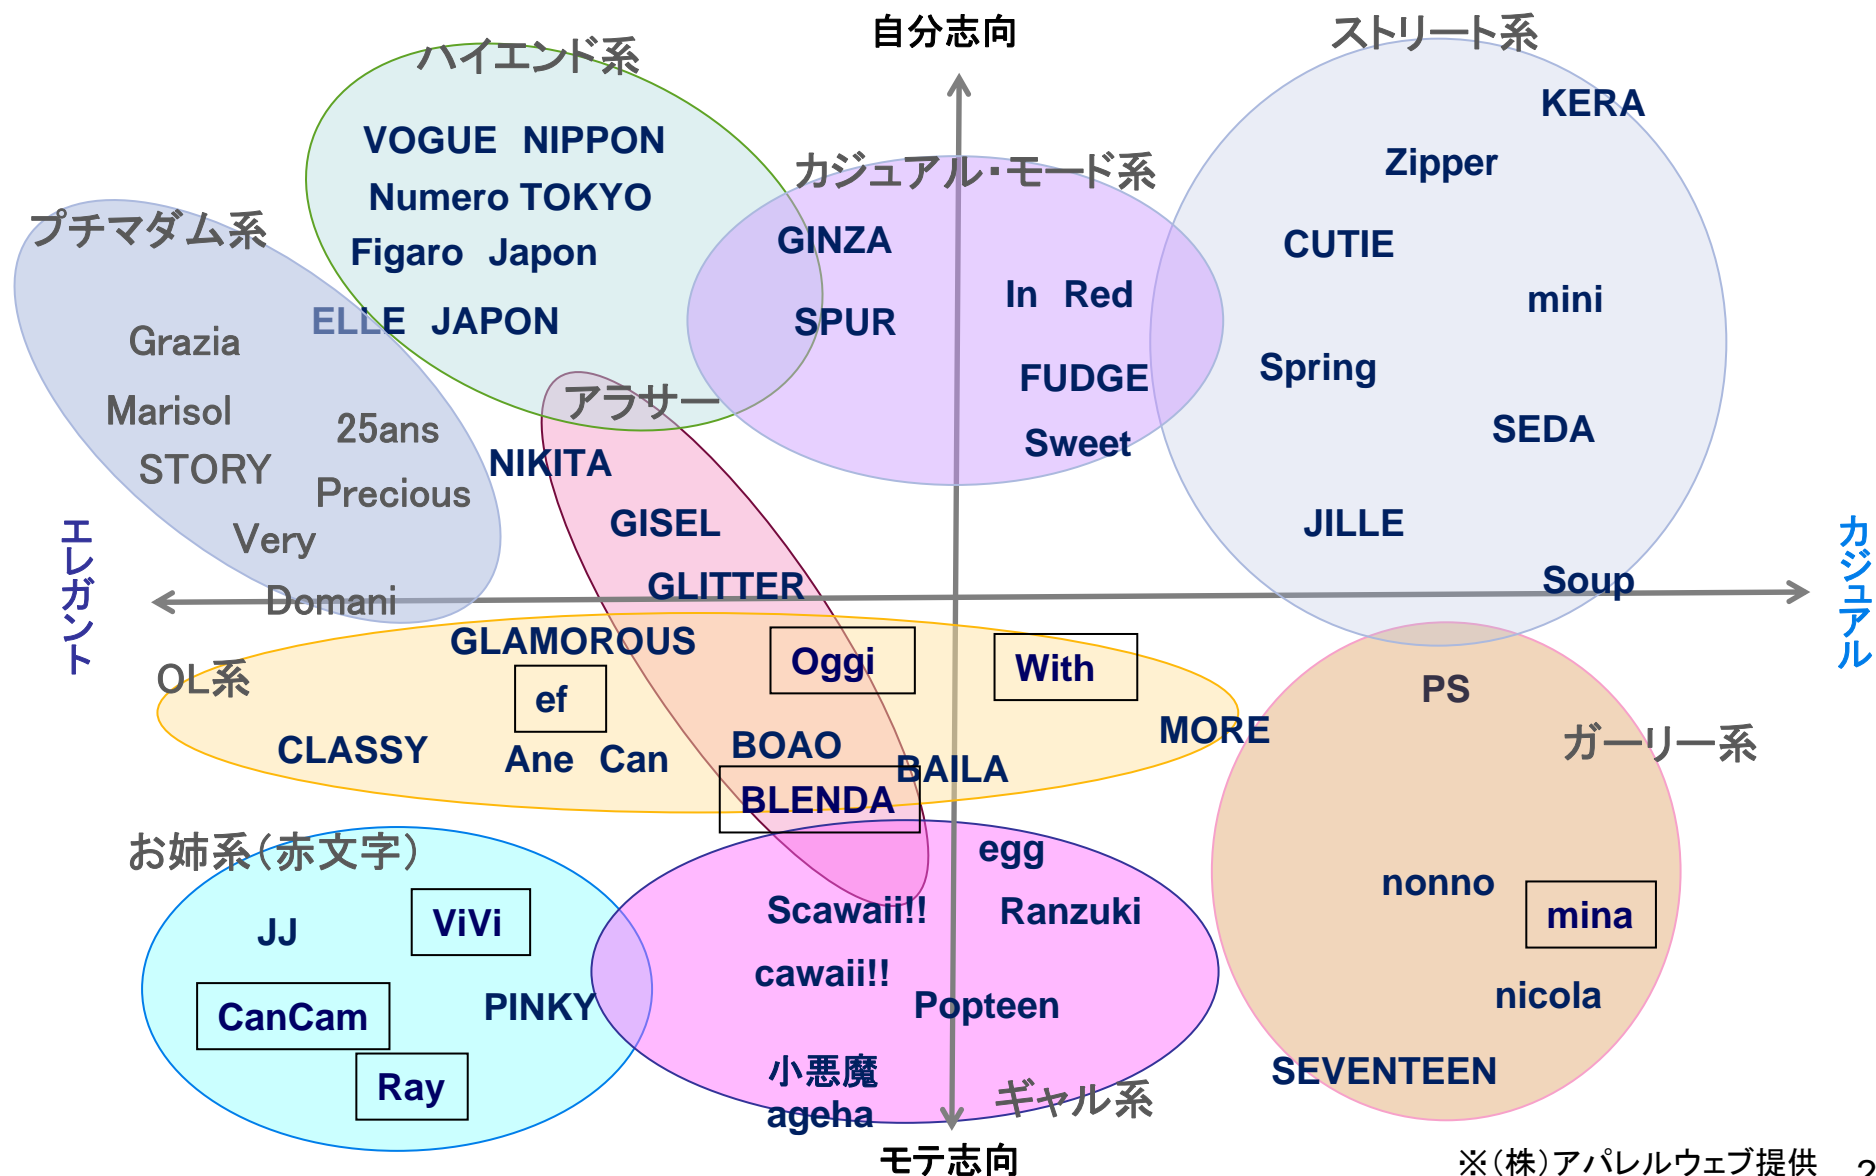 自分志向
ストリート系
ハイエンド系
KERA
VOGUE NIPPON
Zipper
カジュアル・モード系
Numero TOKYO
プチマダム系
Figaro Japon
GINZA
CUTIE
In Red
mini
ELLE JAPON
SPUR
Grazia
Spring
FUDGE
アラサー
Marisol
25ans
SEDA
Sweet
NIKITA
STORY
Precious
GISEL
JILLE
Very
エレガント
カジュアル
GLITTER
Soup
Domani
GLAMOROUS
Oggi
With
OL系
ef
PS
MORE
ガーリー系
CLASSY
Ane Can
BOAO
BAILA
BLENDA
お姉系(赤文字)
egg
nonno
Scawaii!!
Ranzuki
mina
ViVi
JJ
cawaii!!
nicola
PINKY
Popteen
CanCam
小悪魔
ageha
SEVENTEEN
Ray
ギャル系
モテ志向
※(株)アパレルウェブ提供